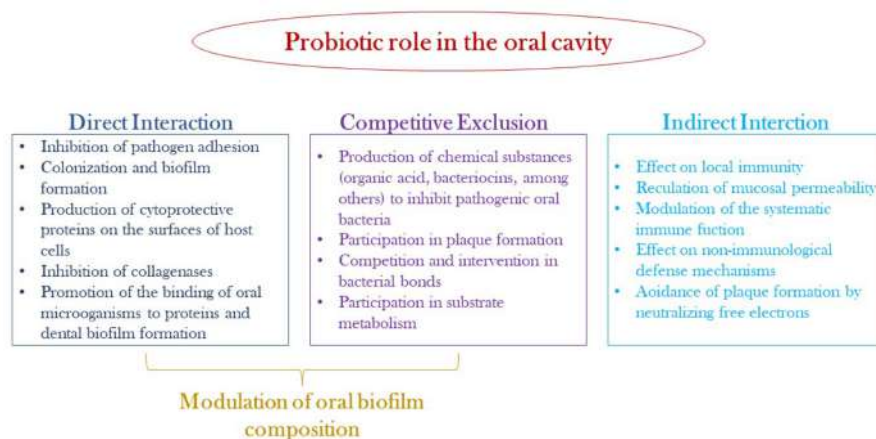 Probiotic role in the oral cavity
Direct Interaction
• Inhibition of pathogen adhesion
• Colonization and biofilm
formation
• Production of cytoprotective
proteins on the surfaces of host
cells
• Inhibition of collagenases
• Promotion of the binding of oral
microoganisms to proteins and
dental biofilm formation
Competitive Exclusion
• Production of chemical substances
(organic acid, bacteriocins, among
others) to inhibit pathogenic oral
bacteria
• Participation in plaque formation
• Competition and intervention in
bacterial bonds
• Participation in substrate
metabolism
Indirect Interction
• Effect on local immunity
• Reculation of mucosal permeability
• Modulation of the systematic
immune fuction
• Effect on non-immunological
defense mechanisms
• Aoidance of plaque formation by
neutralizing free electrons
Modulation of oral biofilm
composition